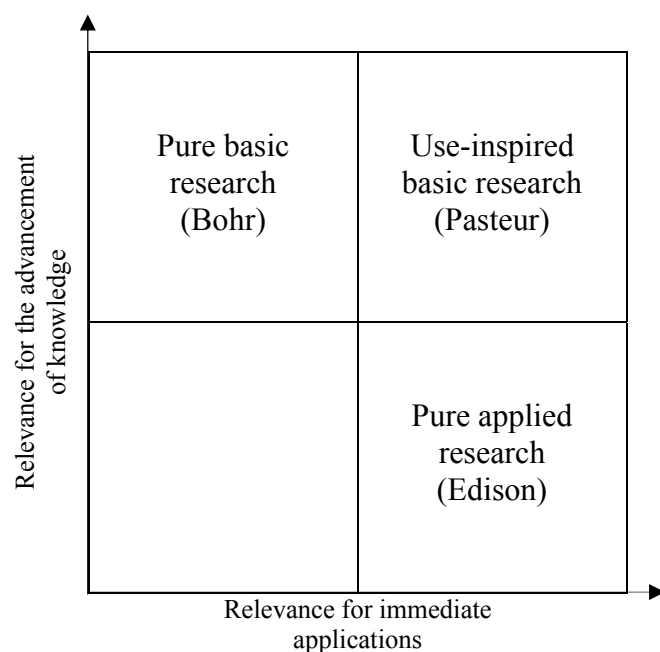 Pure basic
research
(Bohr)
Use-inspired
basic research
(Pasteur)
Relevance for the advancement
of knowledge
Pure applied
research
(Edison)
Relevance for immediate
applications